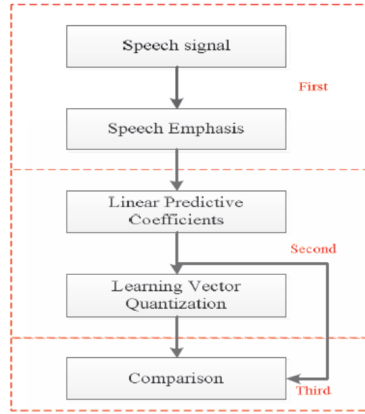 Speech signal
First
Speech Emphasis
Linear Predictive
Coefficients
Second
Learning Vector
Quantization
Comparison
Third